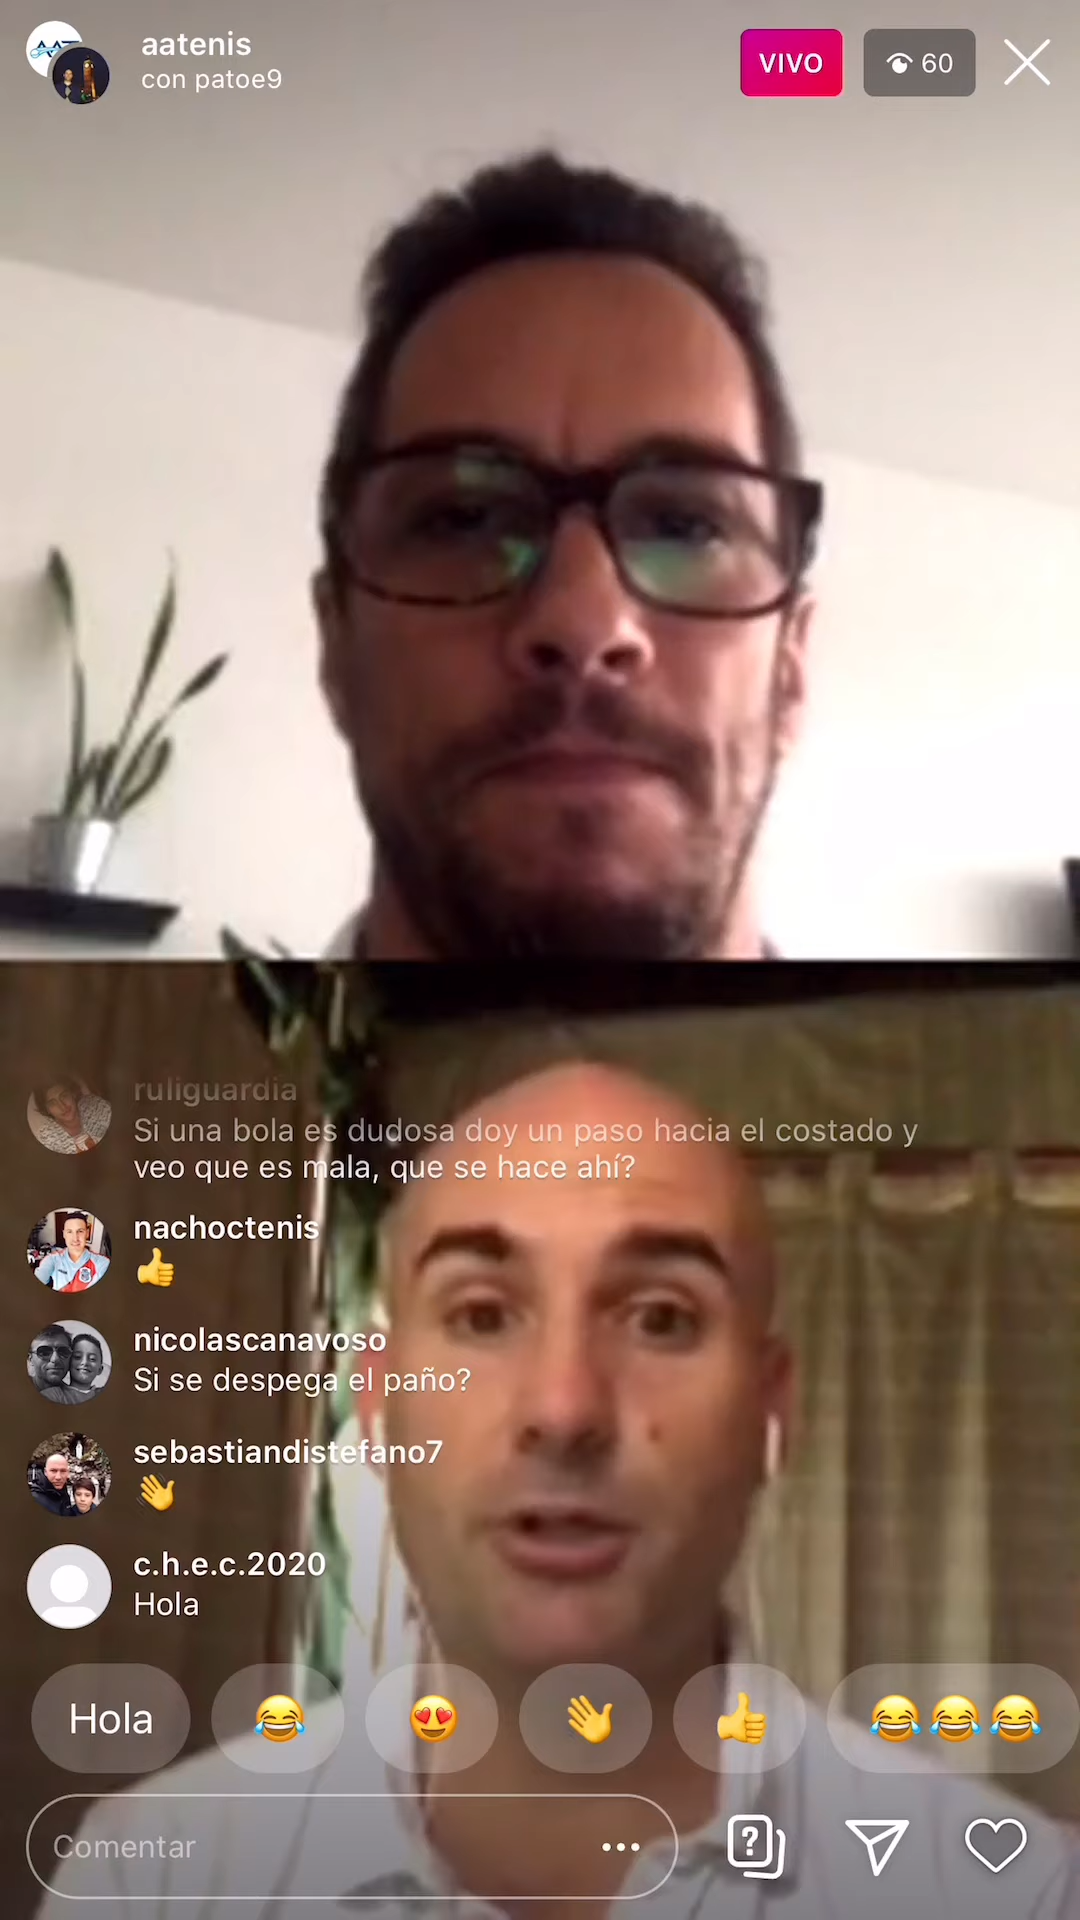 AAT
aatenis
con patoe9
VIVO
60
ruliguardia
Si una bola es dudosa doy un paso hacia el costado y
veo que es mala, que se hace ahí?
nachoctenis
👍
nicolascanavoso
Si se despega el paño?
sebastiandistefano7
👋
c.h.e.c.2020
Hola
Hola 😂 😍 👋 👍 😂😂😂
Comentar